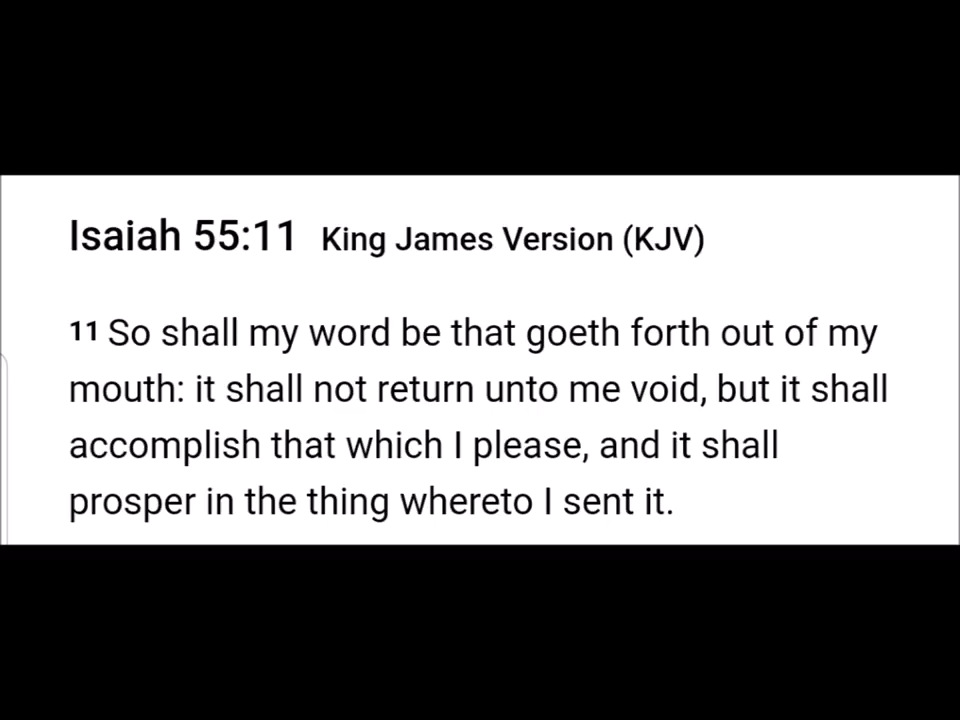 Isaiah 55:11 King James Version (KJV)
11 So shall my word be that goeth forth out of my
mouth: it shall not return unto me void, but it shall
accomplish that which I please, and it shall
prosper in the thing whereto I sent it.